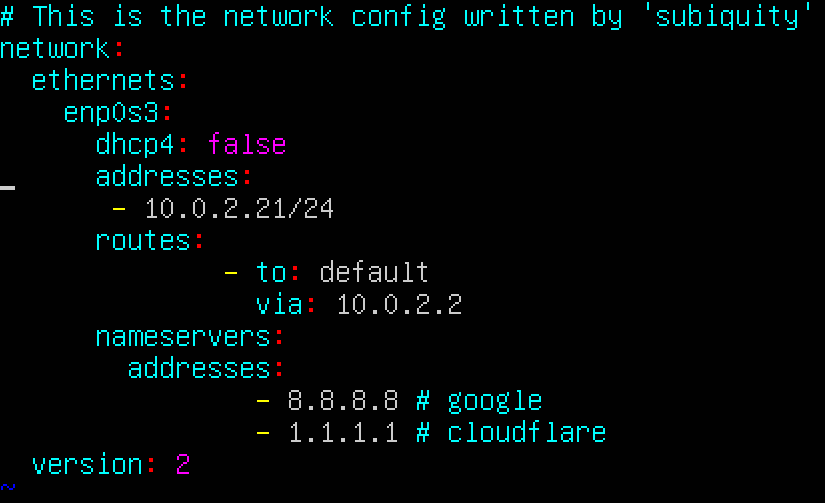 # This is the network config written by 'subiquity'
network:
  ethernets:
    enp0s3:
      dhcp4: false
      addresses:
       - 10.0.2.21/24
      routes:
              - to: default
                via: 10.0.2.2
      nameservers:
        addresses:
                - 8.8.8.8 # google
                - 1.1.1.1 # cloudflare
  version: 2
~